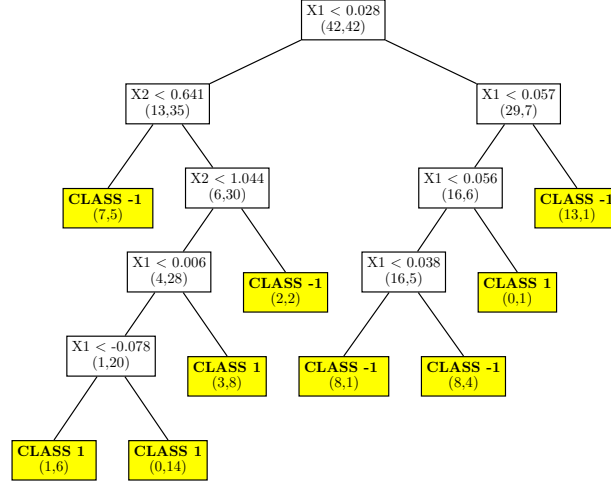 X1 < 0.028
(42,42)
X2 < 0.641
(13,35)
X1 < 0.057
(29,7)
CLASS -1
(7,5)
X2 < 1.044
(6,30)
X1 < 0.056
(16,6)
CLASS -1
(13,1)
X1 < 0.006
(4,28)
CLASS -1
(2,2)
X1 < 0.038
(16,5)
CLASS 1
(0,1)
X1 < -0.078
(1,20)
CLASS 1
(3,8)
CLASS -1
(8,1)
CLASS -1
(8,4)
CLASS 1
(1,6)
CLASS 1
(0,14)